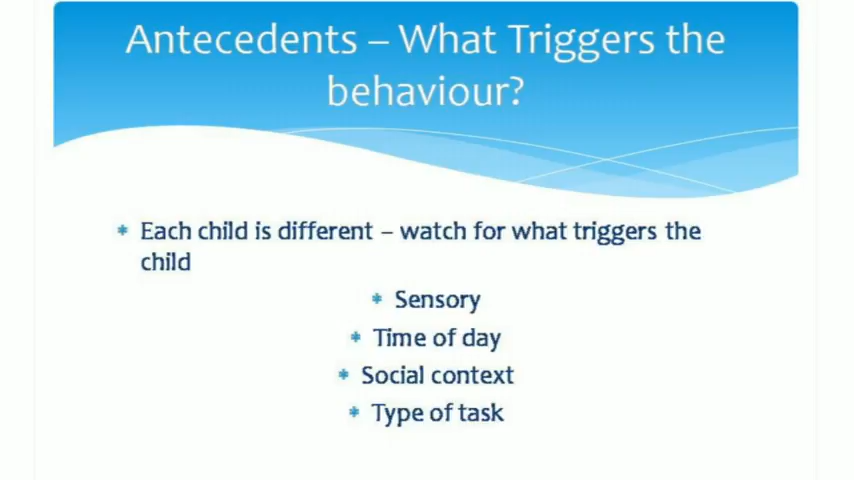 Antecedents – What Triggers the
behaviour?
* Each child is different – watch for what triggers the
child
* Sensory
* Time of day
* Social context
* Type of task